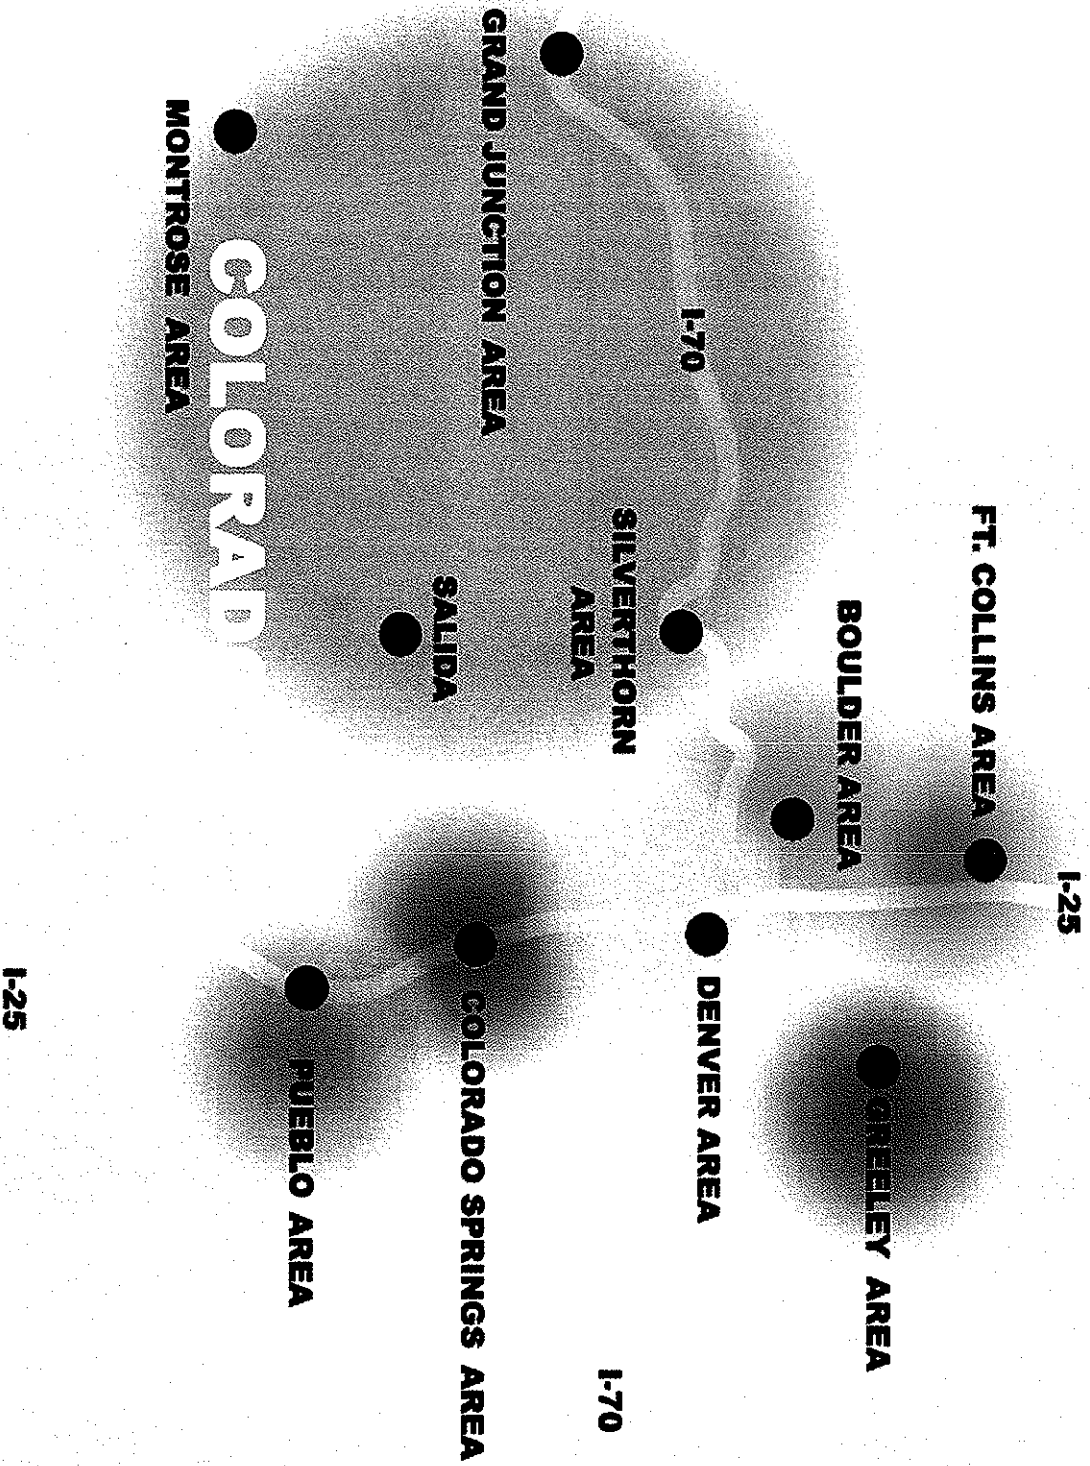 I-25
FT. COLLINS AREA
GREELEY AREA
BOULDER AREA
DENVER AREA
I-70
SILVERTHORN
AREA
I-70
GRAND JUNCTION AREA
COLORADO SPRINGS AREA
SALIDA
PUEBLO AREA
COLORAD
MONTROSE AREA
I-25